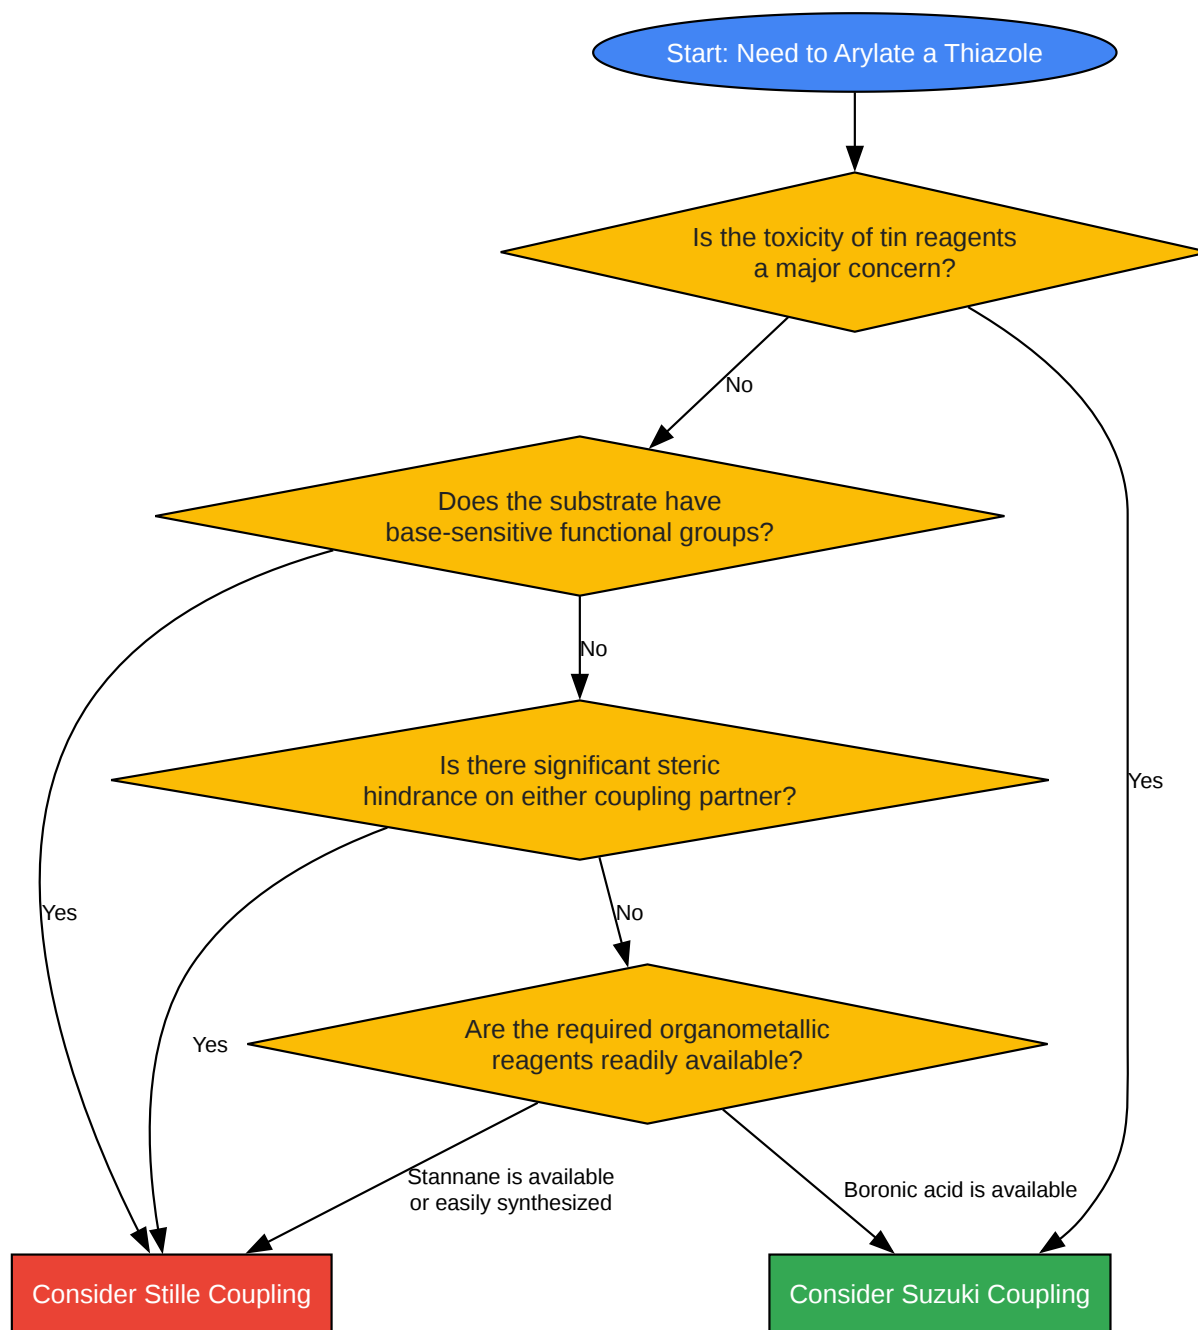 Start: Need to Arylate a Thiazole
Is the toxicity of tin reagents
a major concern?
No
Does the substrate have
base-sensitive functional groups?
No
Is there significant steric
hindrance on either coupling partner?
Yes
Yes
No
Are the required organometallic
reagents readily available?
Yes
Stannane is available
or easily synthesized
Boronic acid is available
Consider Stille Coupling
Consider Suzuki Coupling